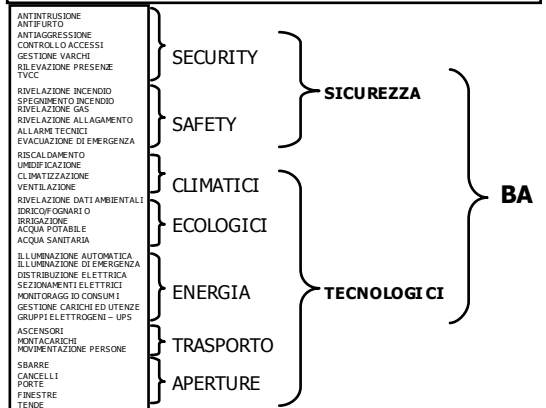 ANTINTRUSIONE
ANTIFURTO
ANTIAGGRESSIONE
CONTROLLO ACCESSI
GESTIONE VARCHI
RILEVAZIONE PRESENZE
TVCC
SECURITY
RIVELAZIONE INCENDIO
SPEGNIMENTO INCENDIO
RIVELAZIONE GAS
RIVELAZIONE ALLAGAMENTO
ALLARMI TECNICI
EVACUAZIONE DI EMERGENZA
SAFETY
SICUREZZA
RISCALDAMENTO
UMIDIFICAZIONE
CLIMATIZZAZIONE
VENTILAZIONE
CLIMATICI
RIVELAZIONE DATI AMBIENTALI
IDRICO/FOGNARIO
IRRIGAZIONE
ACQUA POTABILE
ACQUA SANITARIA
ECOLOGICI
ILLUMINAZIONE AUTOMATICA
ILLUMINAZIONE DI EMERGENZA
DISTRIBUZIONE ELETTRICA
SEZIONAMENTI ELETTRICI
MONITORAGGIO CONSUMI
GESTIONE CARICHI ED UTENZE
GRUPPI ELETTROGENI – UPS
ENERGIA
ASCENSORI
MONTACARICHI
MOVIMENTAZIONE PERSONE
TRASPORTO
SBARRE
CANCELLI
PORTE
FINESTRE
TENDE
APERTURE
TECNOLOGICI
BA